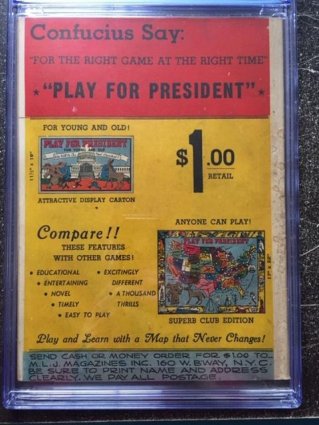 Confucius Say:
"FOR THE RIGHT GAME AT THE RIGHT TIME"
★ "PLAY FOR PRESIDENT" ★
FOR YOUNG AND OLD!
PLAY FOR PRESIDENT
ATTRACTIVE DISPLAY CARTON
$1.00
RETAIL
Compare!!
THESE FEATURES
WITH OTHER GAMES!
• EDUCATIONAL
• ENTERTAINING
• NOVEL
• TIMELY
• EASY TO PLAY
• EXCITINGLY
DIFFERENT
• A THOUSAND
THRILLS
ANYONE CAN PLAY!
PLAY FOR PRESIDENT
SUPERB CLUB EDITION
Play and Learn with a Map that Never Changes!
SEND CASH OR MONEY ORDER FOR $1.00 TO
M.L.J. MAGAZINES INC. 160 W. B'WAY, N.Y.C.
BE SURE TO PRINT NAME AND ADDRESS
CLEARLY. WE PAY ALL POSTAGE